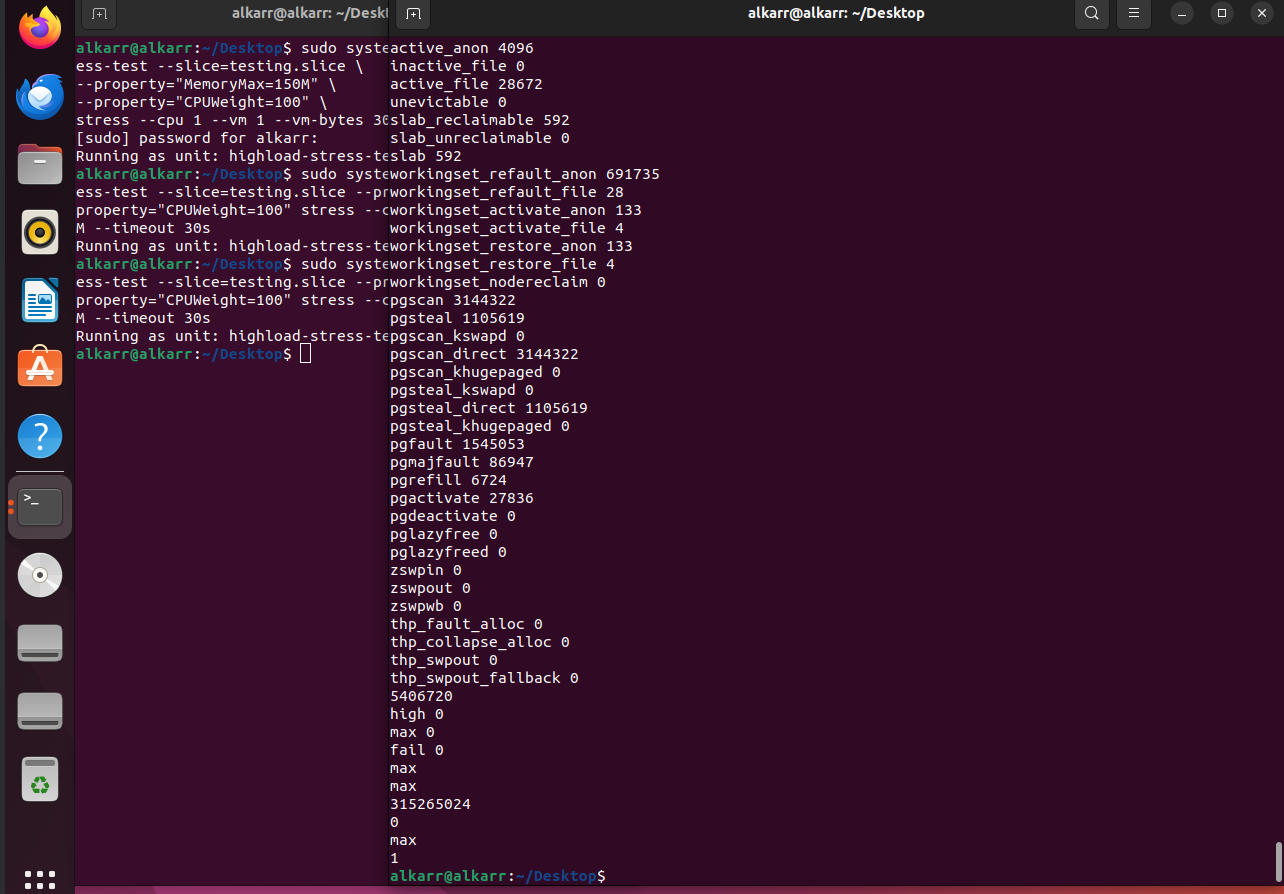 alkarr@alkarr: ~/Deskt
alkarr@alkarr:~/Desktop$ sudo syste
ess-test --slice=testing.slice \
--property="MemoryMax=150M" \
--property="CPUWeight=100" \
stress --cpu 1 --vm 1 --vm-bytes 30
[sudo] password for alkarr:
Running as unit: highload-stress-te
alkarr@alkarr:~/Desktop$ sudo syste
ess-test --slice=testing.slice --pr
property="CPUWeight=100" stress --c
M --timeout 30s
Running as unit: highload-stress-te
alkarr@alkarr:~/Desktop$ sudo syste
ess-test --slice=testing.slice --pr
property="CPUWeight=100" stress --c
M --timeout 30s
Running as unit: highload-stress-te
alkarr@alkarr:~/Desktop$
alkarr@alkarr: ~/Desktop
active_anon 4096
inactive_file 0
active_file 28672
unevictable 0
slab_reclaimable 592
slab_unreclaimable 0
slab 592
workingset_refault_anon 691735
workingset_refault_file 28
workingset_activate_anon 133
workingset_activate_file 4
workingset_restore_anon 133
workingset_restore_file 4
workingset_nodereclaim 0
pgscan 3144322
pgsteal 1105619
pgscan_kswapd 0
pgscan_direct 3144322
pgscan_khugepaged 0
pgsteal_kswapd 0
pgsteal_direct 1105619
pgsteal_khugepaged 0
pgfault 1545053
pgmajfault 86947
pgrefill 6724
pgactivate 27836
pgdeactivate 0
pglazyfree 0
pglazyfreed 0
zswpin 0
zswpout 0
zswpwb 0
thp_fault_alloc 0
thp_collapse_alloc 0
thp_swpout 0
thp_swpout_fallback 0
5406720
high 0
max 0
fail 0
max
max
315265024
0
max
1
alkarr@alkarr:~/Desktop$